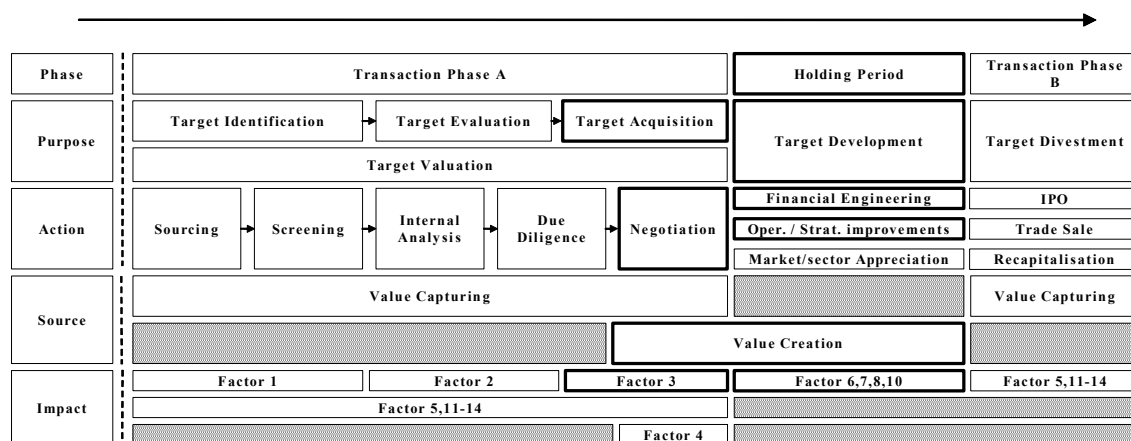 Phase
Transaction Phase A
Holding Period
Transaction Phase
B
Purpose
Target Identification
Target Evaluation
Target Acquisition
Target Valuation
Target Development
Target Divestment
Action
Sourcing
Screening
Internal
Analysis
Due
Diligence
Negotiation
Financial Engineering
Oper. / Strat. improvements
Market/sector Appreciation
IPO
Trade Sale
Recapitalisation
Source
Value Capturing
Value Capturing
Value Creation
Impact
Factor 1
Factor 2
Factor 3
Factor 6,7,8,10
Factor 5,11-14
Factor 5,11-14
Factor 4